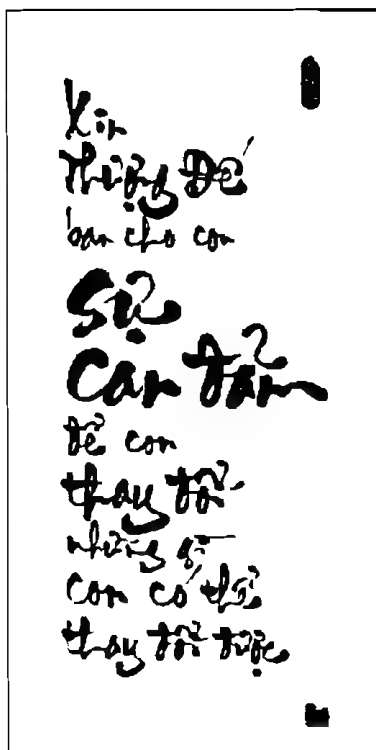 Xin
Thượng Đế
ban cho con
Sự
can đảm
để con
thay đổi
những gì
con có thể
thay đổi được